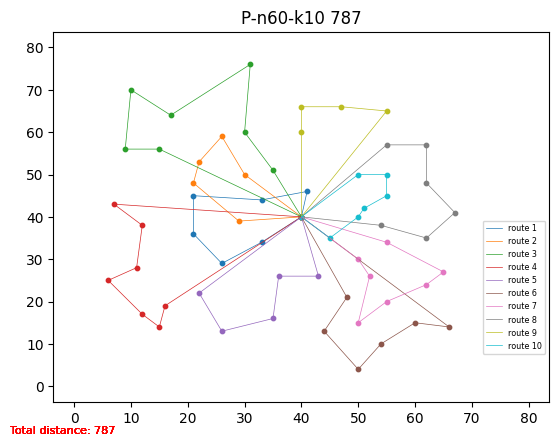 P-n60-k10 787
80
70
60
50
40
30
20
10
0
0 10 20 30 40 50 60 70 80
route 1
route 2
route 3
route 4
route 5
route 6
route 7
route 8
route 9
route 10
Total distance: 787